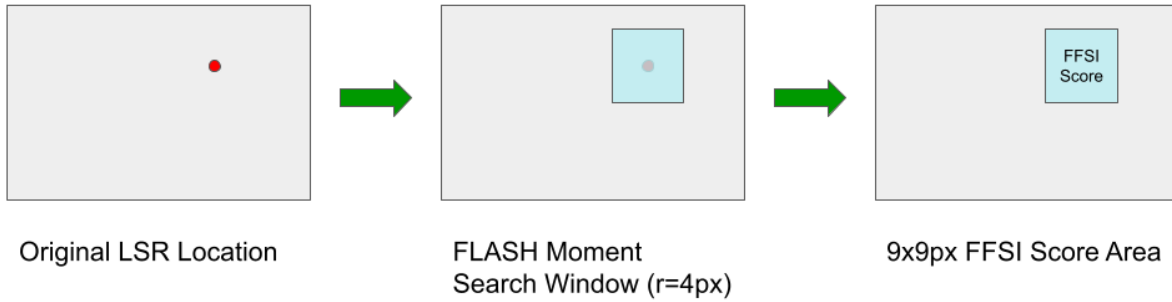 FFSI
Score
Original LSR Location
FLASH Moment
Search Window (r=4px)
9x9px FFSI Score Area